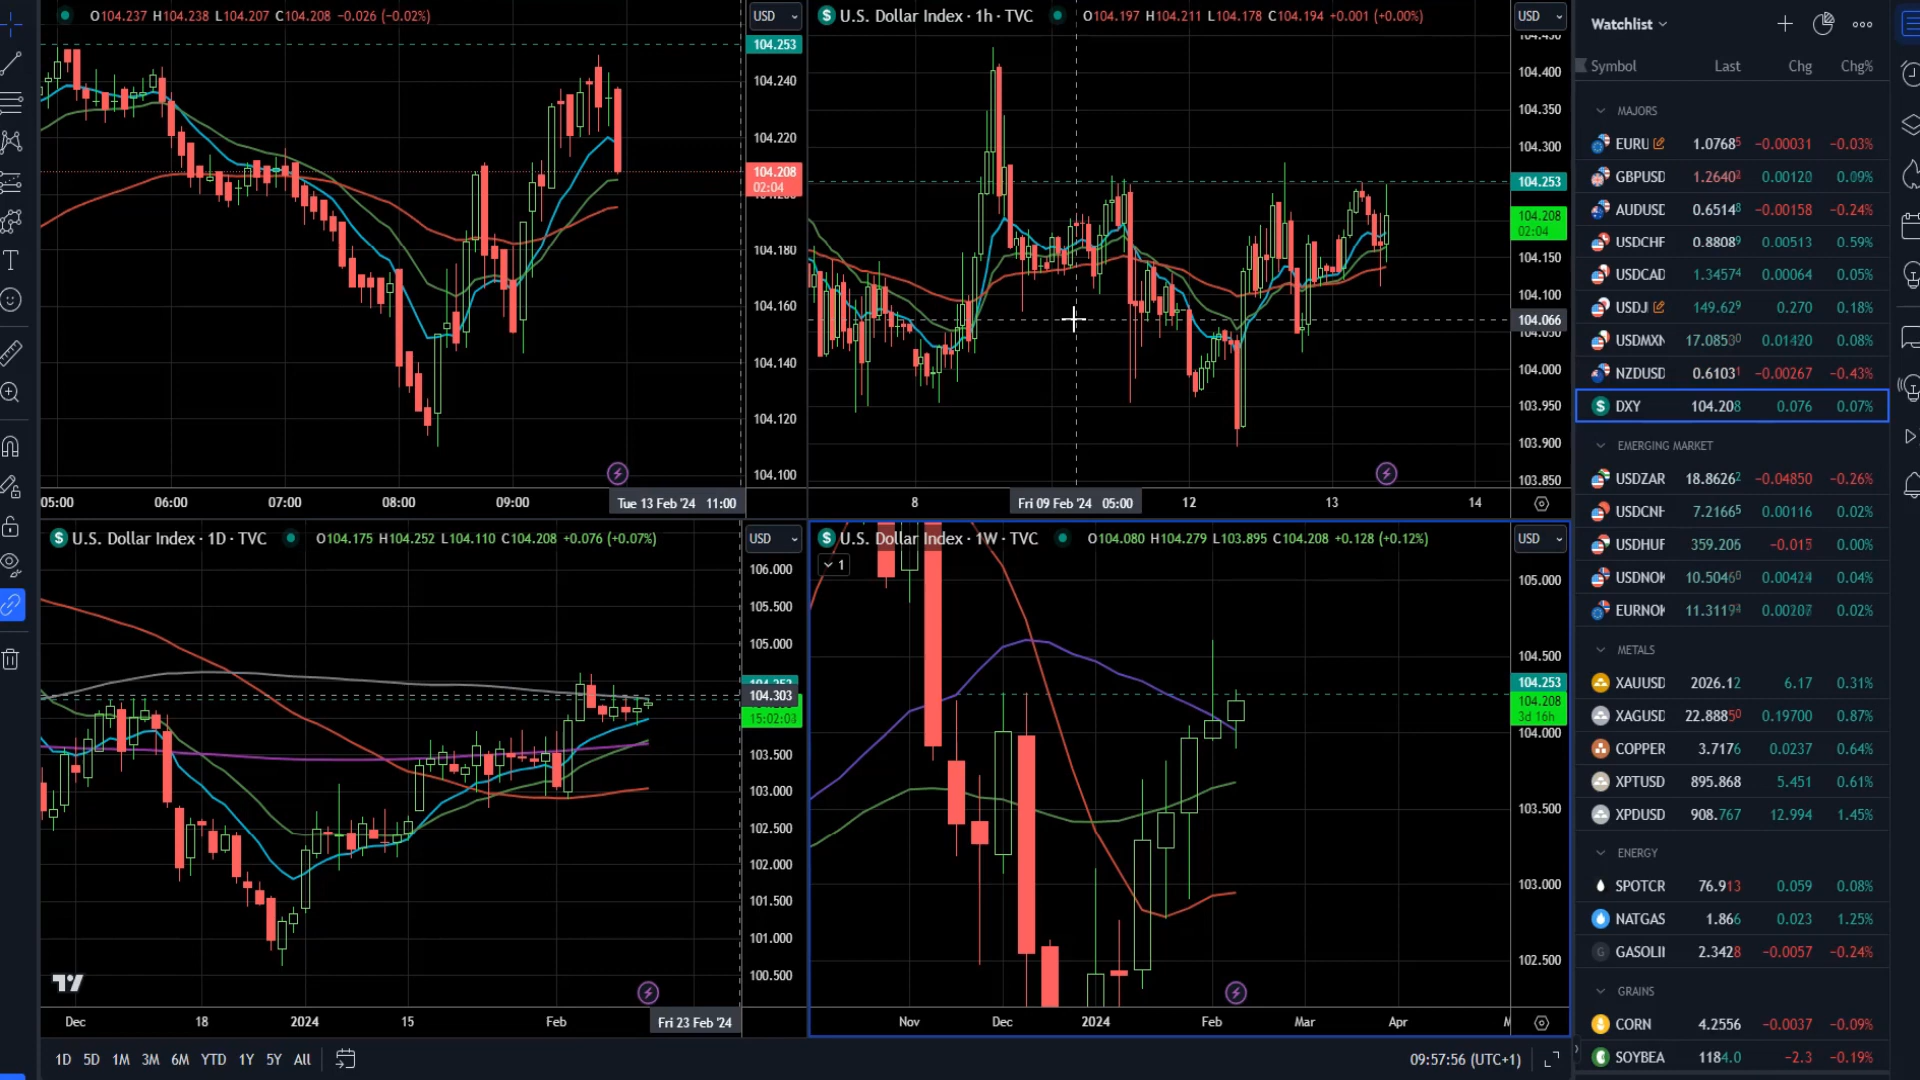 O104.237 H104.238 L104.207 C104.208 −0.026 (−0.02%)
USD
104.253
104.240
104.220
104.208
02:04
104.180
104.160
104.140
104.120
104.100
05:00 06:00 07:00 08:00 09:00 Tue 13 Feb '24 11:00
$ U.S. Dollar Index · 1h · TVC O104.197 H104.211 L104.178 C104.194 +0.001 (+0.00%)
USD
104.400
104.350
104.300
104.253
104.208
02:04
104.150
104.100
104.066
104.000
103.950
103.900
103.850
8 Fri 09 Feb '24 05:00 12 13 14
$ U.S. Dollar Index · 1D · TVC O104.175 H104.252 L104.110 C104.208 +0.076 (+0.07%)
USD
106.000
105.500
105.000
104.303
15:02:03
103.500
103.000
102.500
102.000
101.500
101.000
100.500
Dec 18 2024 15 Feb Fri 23 Feb '24
$ U.S. Dollar Index · 1W · TVC O104.080 H104.279 L103.895 C104.208 +0.128 (+0.12%)
1
USD
105.000
104.500
104.253
104.208
3d 16h
104.000
103.500
103.000
102.500
Nov Dec 2024 Feb Mar Apr
1D 5D 1M 3M 6M YTD 1Y 5Y All
09:57:56 (UTC+1)
Watchlist
Symbol Last Chg Chg%
MAJORS
EURU 1.07685 −0.00031 −0.03%
GBPUSD 1.26402 0.00120 0.09%
AUDUSD 0.65148 −0.00158 −0.24%
USDCHF 0.88089 0.00513 0.59%
USDCAD 1.34574 0.00064 0.05%
USDJ 149.629 0.270 0.18%
USDMXN 17.0850 0.01420 0.08%
NZDUSD 0.61031 −0.00267 −0.43%
$ DXY 104.208 0.076 0.07%
EMERGING MARKET
USDZAR 18.86262 −0.04850 −0.26%
USDCNH 7.21665 0.00116 0.02%
USDHUF 359.206 −0.015 0.00%
USDNOK 10.50460 0.00424 0.04%
EURNOK 0.00207 0.02%
METALS
XAUUSD 2026.12 6.17 0.31%
XAGUSD 22.88850 0.19700 0.87%
COPPER 3.7176 0.0237 0.64%
XPTUSD 895.868 5.451 0.61%
XPDUSD 908.767 12.994 1.45%
ENERGY
SPOTCR 76.913 0.059 0.08%
NATGAS 1.866 0.023 1.25%
G GASOLI 2.3428 −0.0057 −0.24%
GRAINS
CORN 4.2556 −0.0037 −0.09%
SOYBEA 1184.0 −2.3 −0.19%